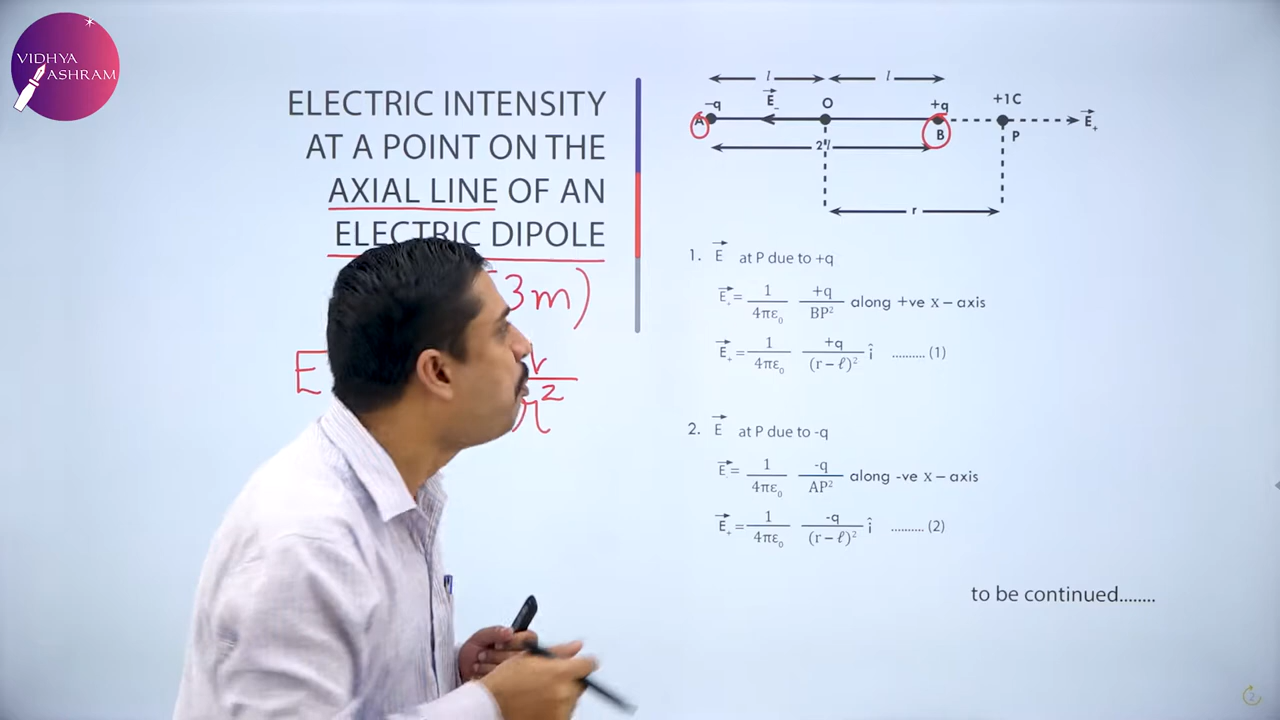 VIDHYA
ASHRAM
ELECTRIC INTENSITY
AT A POINT ON THE
AXIAL LINE OF AN
ELECTRIC DIPOLE
3m)
E
r²
l l
-q E⃗₋ O +q +1C
A B P E⃗₊
2l
r
1. E⃗ at P due to +q
E⃗₊ = 1/4πε₀ +q/BP² along +ve x – axis
E⃗₊ = 1/4πε₀ +q/(r – ℓ)² î .......... (1)
2. E⃗ at P due to -q
E⃗ = 1/4πε₀ -q/AP² along -ve x – axis
E⃗₊ = 1/4πε₀ -q/(r – ℓ)² î .......... (2)
to be continued........
2